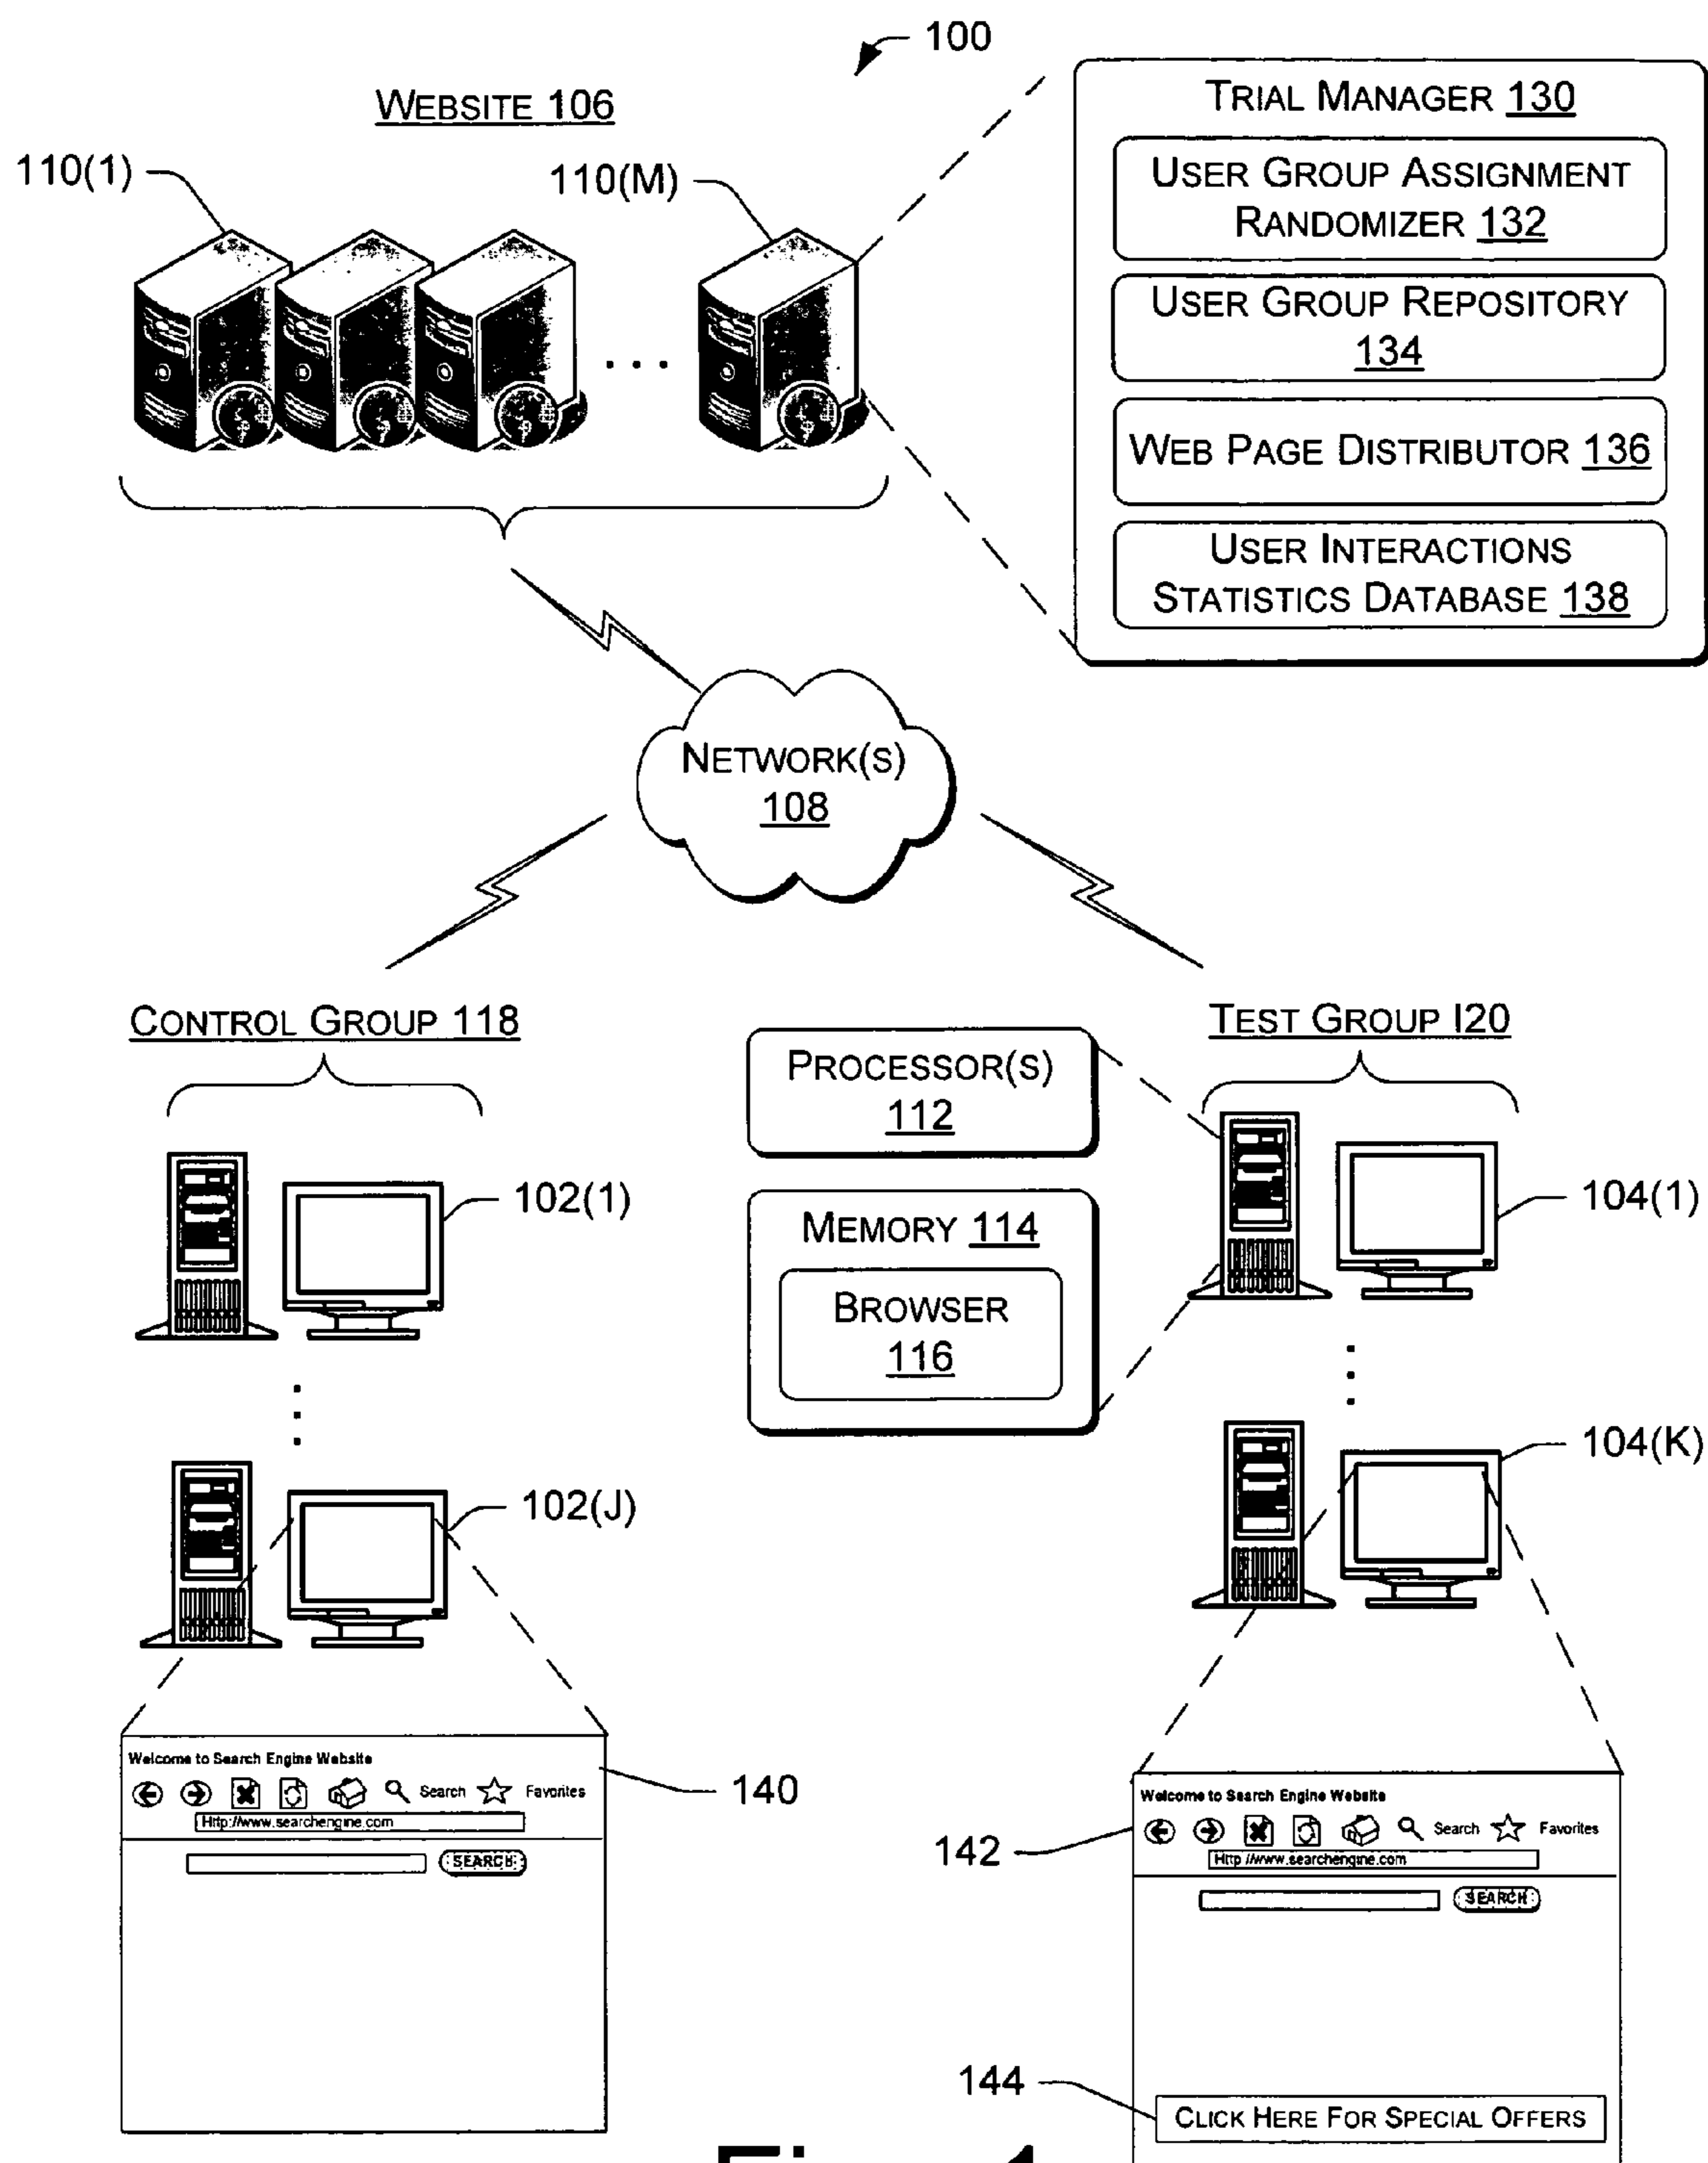 100
WEBSITE 106
110(1)
110(M)
TRIAL MANAGER 130
USER GROUP ASSIGNMENT
RANDOMIZER 132
USER GROUP REPOSITORY
134
WEB PAGE DISTRIBUTOR 136
USER INTERACTIONS
STATISTICS DATABASE 138
NETWORK(S)
108
CONTROL GROUP 118
TEST GROUP I20
PROCESSOR(S)
112
MEMORY 114
BROWSER
116
102(1)
104(1)
102(J)
104(K)
Welcome to Search Engine Website
Search Favorites
Http://www.searchengine.com
SEARCH
140
Welcome to Search Engine Website
Search Favorites
Http //www.searchengine.com
SEARCH
142
144
CLICK HERE FOR SPECIAL OFFERS